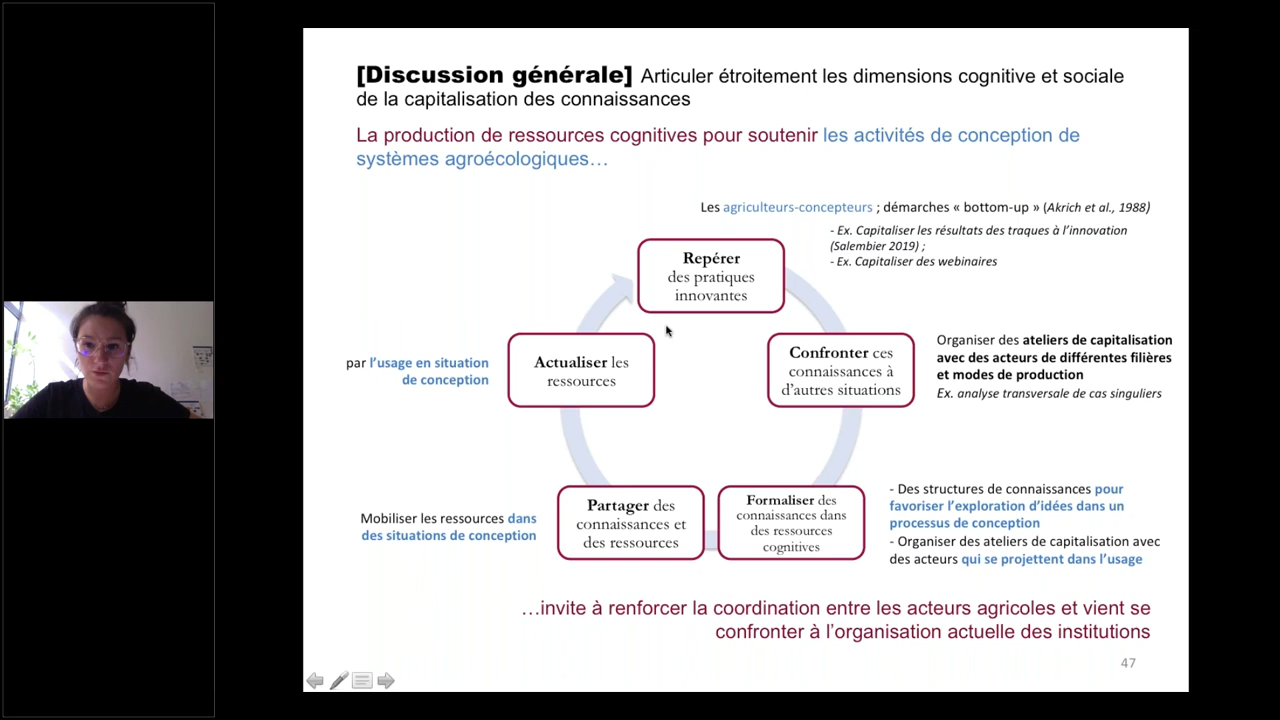 [Discussion générale] Articuler étroitement les dimensions cognitive et sociale
de la capitalisation des connaissances
La production de ressources cognitives pour soutenir les activités de conception de
systèmes agroécologiques…
Les agriculteurs-concepteurs ; démarches « bottom-up » (Akrich et al., 1988)
- Ex. Capitaliser les résultats des traques à l'innovation
(Salembier 2019) ;
- Ex. Capitaliser des webinaires
Repérer
des pratiques
innovantes
Confronter ces
connaissances à
d'autres situations
Organiser des ateliers de capitalisation
avec des acteurs de différentes filières
et modes de production
Ex. analyse transversale de cas singuliers
Formaliser des
connaissances dans
des ressources
cognitives
- Des structures de connaissances pour
favoriser l'exploration d'idées dans un
processus de conception
- Organiser des ateliers de capitalisation avec
des acteurs qui se projettent dans l'usage
Partager des
connaissances et
des ressources
Mobiliser les ressources dans
des situations de conception
Actualiser les
ressources
par l'usage en situation
de conception
…invite à renforcer la coordination entre les acteurs agricoles et vient se
confronter à l'organisation actuelle des institutions
47